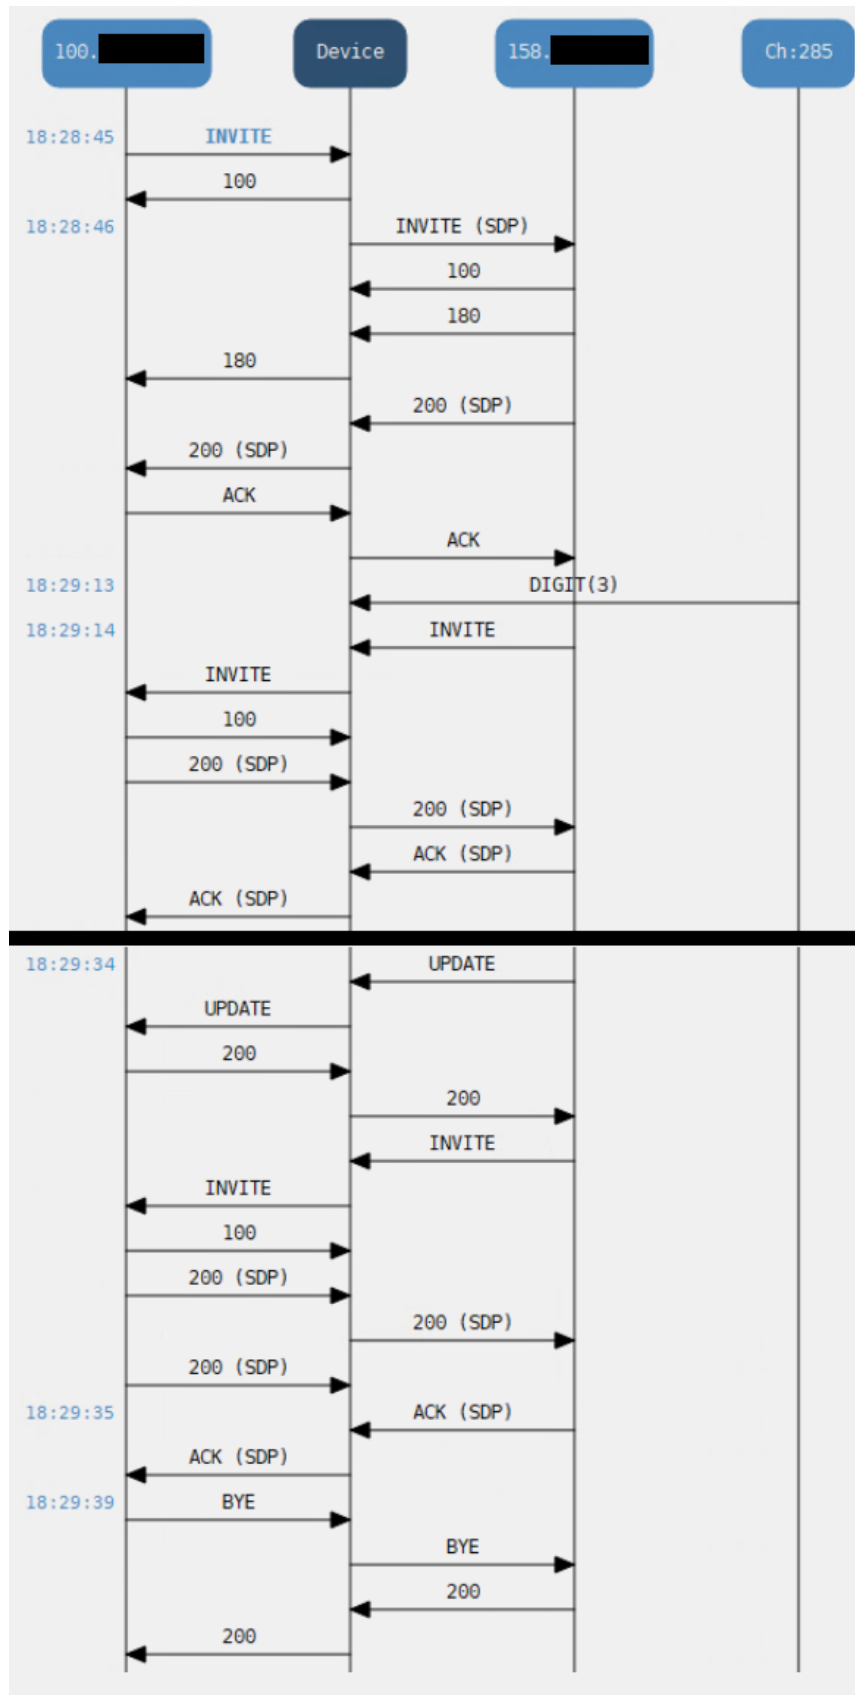 100.
Device
158.
Ch:285
18:28:45
INVITE
100
18:28:46
INVITE (SDP)
100
180
180
200 (SDP)
200 (SDP)
ACK
ACK
18:29:13
DIGIT(3)
18:29:14
INVITE
INVITE
100
200 (SDP)
200 (SDP)
ACK (SDP)
ACK (SDP)
18:29:34
UPDATE
UPDATE
200
200
INVITE
INVITE
100
200 (SDP)
200 (SDP)
200 (SDP)
18:29:35
ACK (SDP)
ACK (SDP)
18:29:39
BYE
BYE
200
200